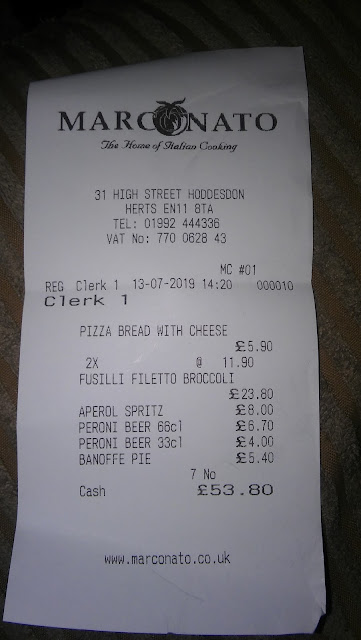 MARCONATO
The Home of Italian Cooking
31 HIGH STREET HODDESDON
HERTS EN11 8TA
TEL: 01992 444336
VAT No: 770 0628 43
MC #01
REG Clerk 1 13-07-2019 14:20 000010
Clerk 1
PIZZA BREAD WITH CHEESE
£5.90
2X @ 11.90
FUSILLI FILETTO BROCCOLI
£23.80
APEROL SPRITZ £8.00
PERONI BEER 66cl £6.70
PERONI BEER 33cl £4.00
BANOFFE PIE £5.40
7 No
Cash £53.80
www.marconato.co.uk